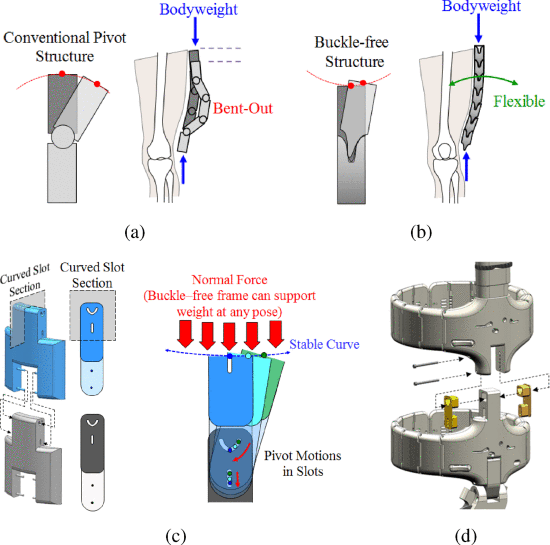 Bodyweight
Conventional Pivot
Structure
Bent-Out
(a)
Bodyweight
Buckle-free
Structure
Flexible
(b)
Curved Slot
Section
Curved Slot
Section
Normal Force
(Buckle–free frame can support
weight at any pose)
Stable Curve
Pivot Motions
in Slots
(c)
(d)